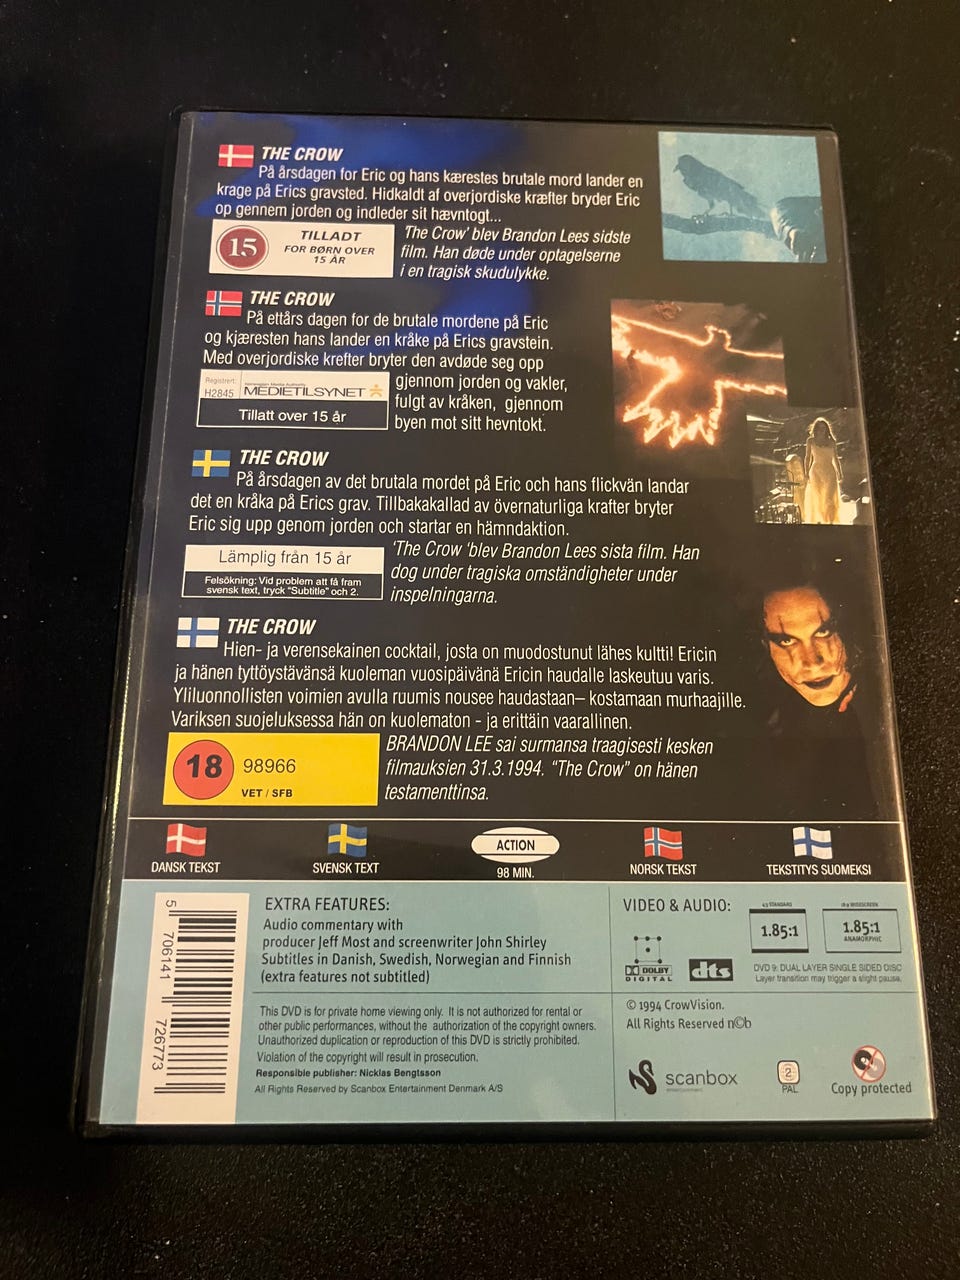 THE CROW
På årsdagen for Eric og hans kærestes brutale mord lander en
krage på Erics gravsted. Hidkaldt af overjordiske kræfter bryder Eric
op gennem jorden og indleder sit hævntogt...
15
TILLADT
FOR BØRN OVER
15 ÅR
'The Crow' blev Brandon Lees sidste
film. Han døde under optagelserne
i en tragisk skudulykke.
THE CROW
På ettårs dagen for de brutale mordene på Eric
og kjæresten hans lander en kråke på Erics gravstein.
Med overjordiske krefter bryter den avdøde seg opp
gjennom jorden og vakler,
fulgt av kråken, gjennom
byen mot sitt hevntokt.
Registrert:
H2845
Norwegian Media Authority
MEDIETILSYNET
Tillatt over 15 år
THE CROW
På årsdagen av det brutala mordet på Eric och hans flickvän landar
det en kråka på Erics grav. Tillbakakallad av övernaturliga krafter bryter
Eric sig upp genom jorden och startar en hämndaktion.
Lämplig från 15 år
Felsökning: Vid problem att få fram
svensk text, tryck "Subtitle" och 2.
'The Crow 'blev Brandon Lees sista film. Han
dog under tragiska omständigheter under
inspelningarna.
THE CROW
Hien- ja verensekainen cocktail, josta on muodostunut lähes kultti! Ericin
ja hänen tyttöystävänsä kuoleman vuosipäivänä Ericin haudalle laskeutuu varis.
Yliluonnollisten voimien avulla ruumis nousee haudastaan– kostamaan murhaajille.
Variksen suojeluksessa hän on kuolematon - ja erittäin vaarallinen.
18
98966
VET / SFB
BRANDON LEE sai surmansa traagisesti kesken
filmauksien 31.3.1994. "The Crow" on hänen
testamenttinsa.
DANSK TEKST
SVENSK TEXT
ACTION
98 MIN.
NORSK TEKST
TEKSTITYS SUOMEKSI
5 706141 726773
EXTRA FEATURES:
Audio commentary with
producer Jeff Most and screenwriter John Shirley
Subtitles in Danish, Swedish, Norwegian and Finnish
(extra features not subtitled)
This DVD is for private home viewing only. It is not authorized for rental or
other public performances, without the authorization of the copyright owners.
Unauthorized duplication or reproduction of this DVD is strictly prohibited.
Violation of the copyright will result in prosecution.
Responsible publisher: Nicklas Bengtsson
All Rights Reserved by Scanbox Entertainment Denmark A/S
VIDEO & AUDIO:
4:3 STANDARD
1.85:1
16:9 WIDESCREEN
1.85:1
ANAMORPHIC
DOLBY
DIGITAL
dts
DVD 9: DUAL LAYER SINGLE SIDED DISC
Layer transition may trigger a slight pause.
© 1994 CrowVision.
All Rights Reserved n©b
scanbox
entertainment
2
PAL
Copy protected